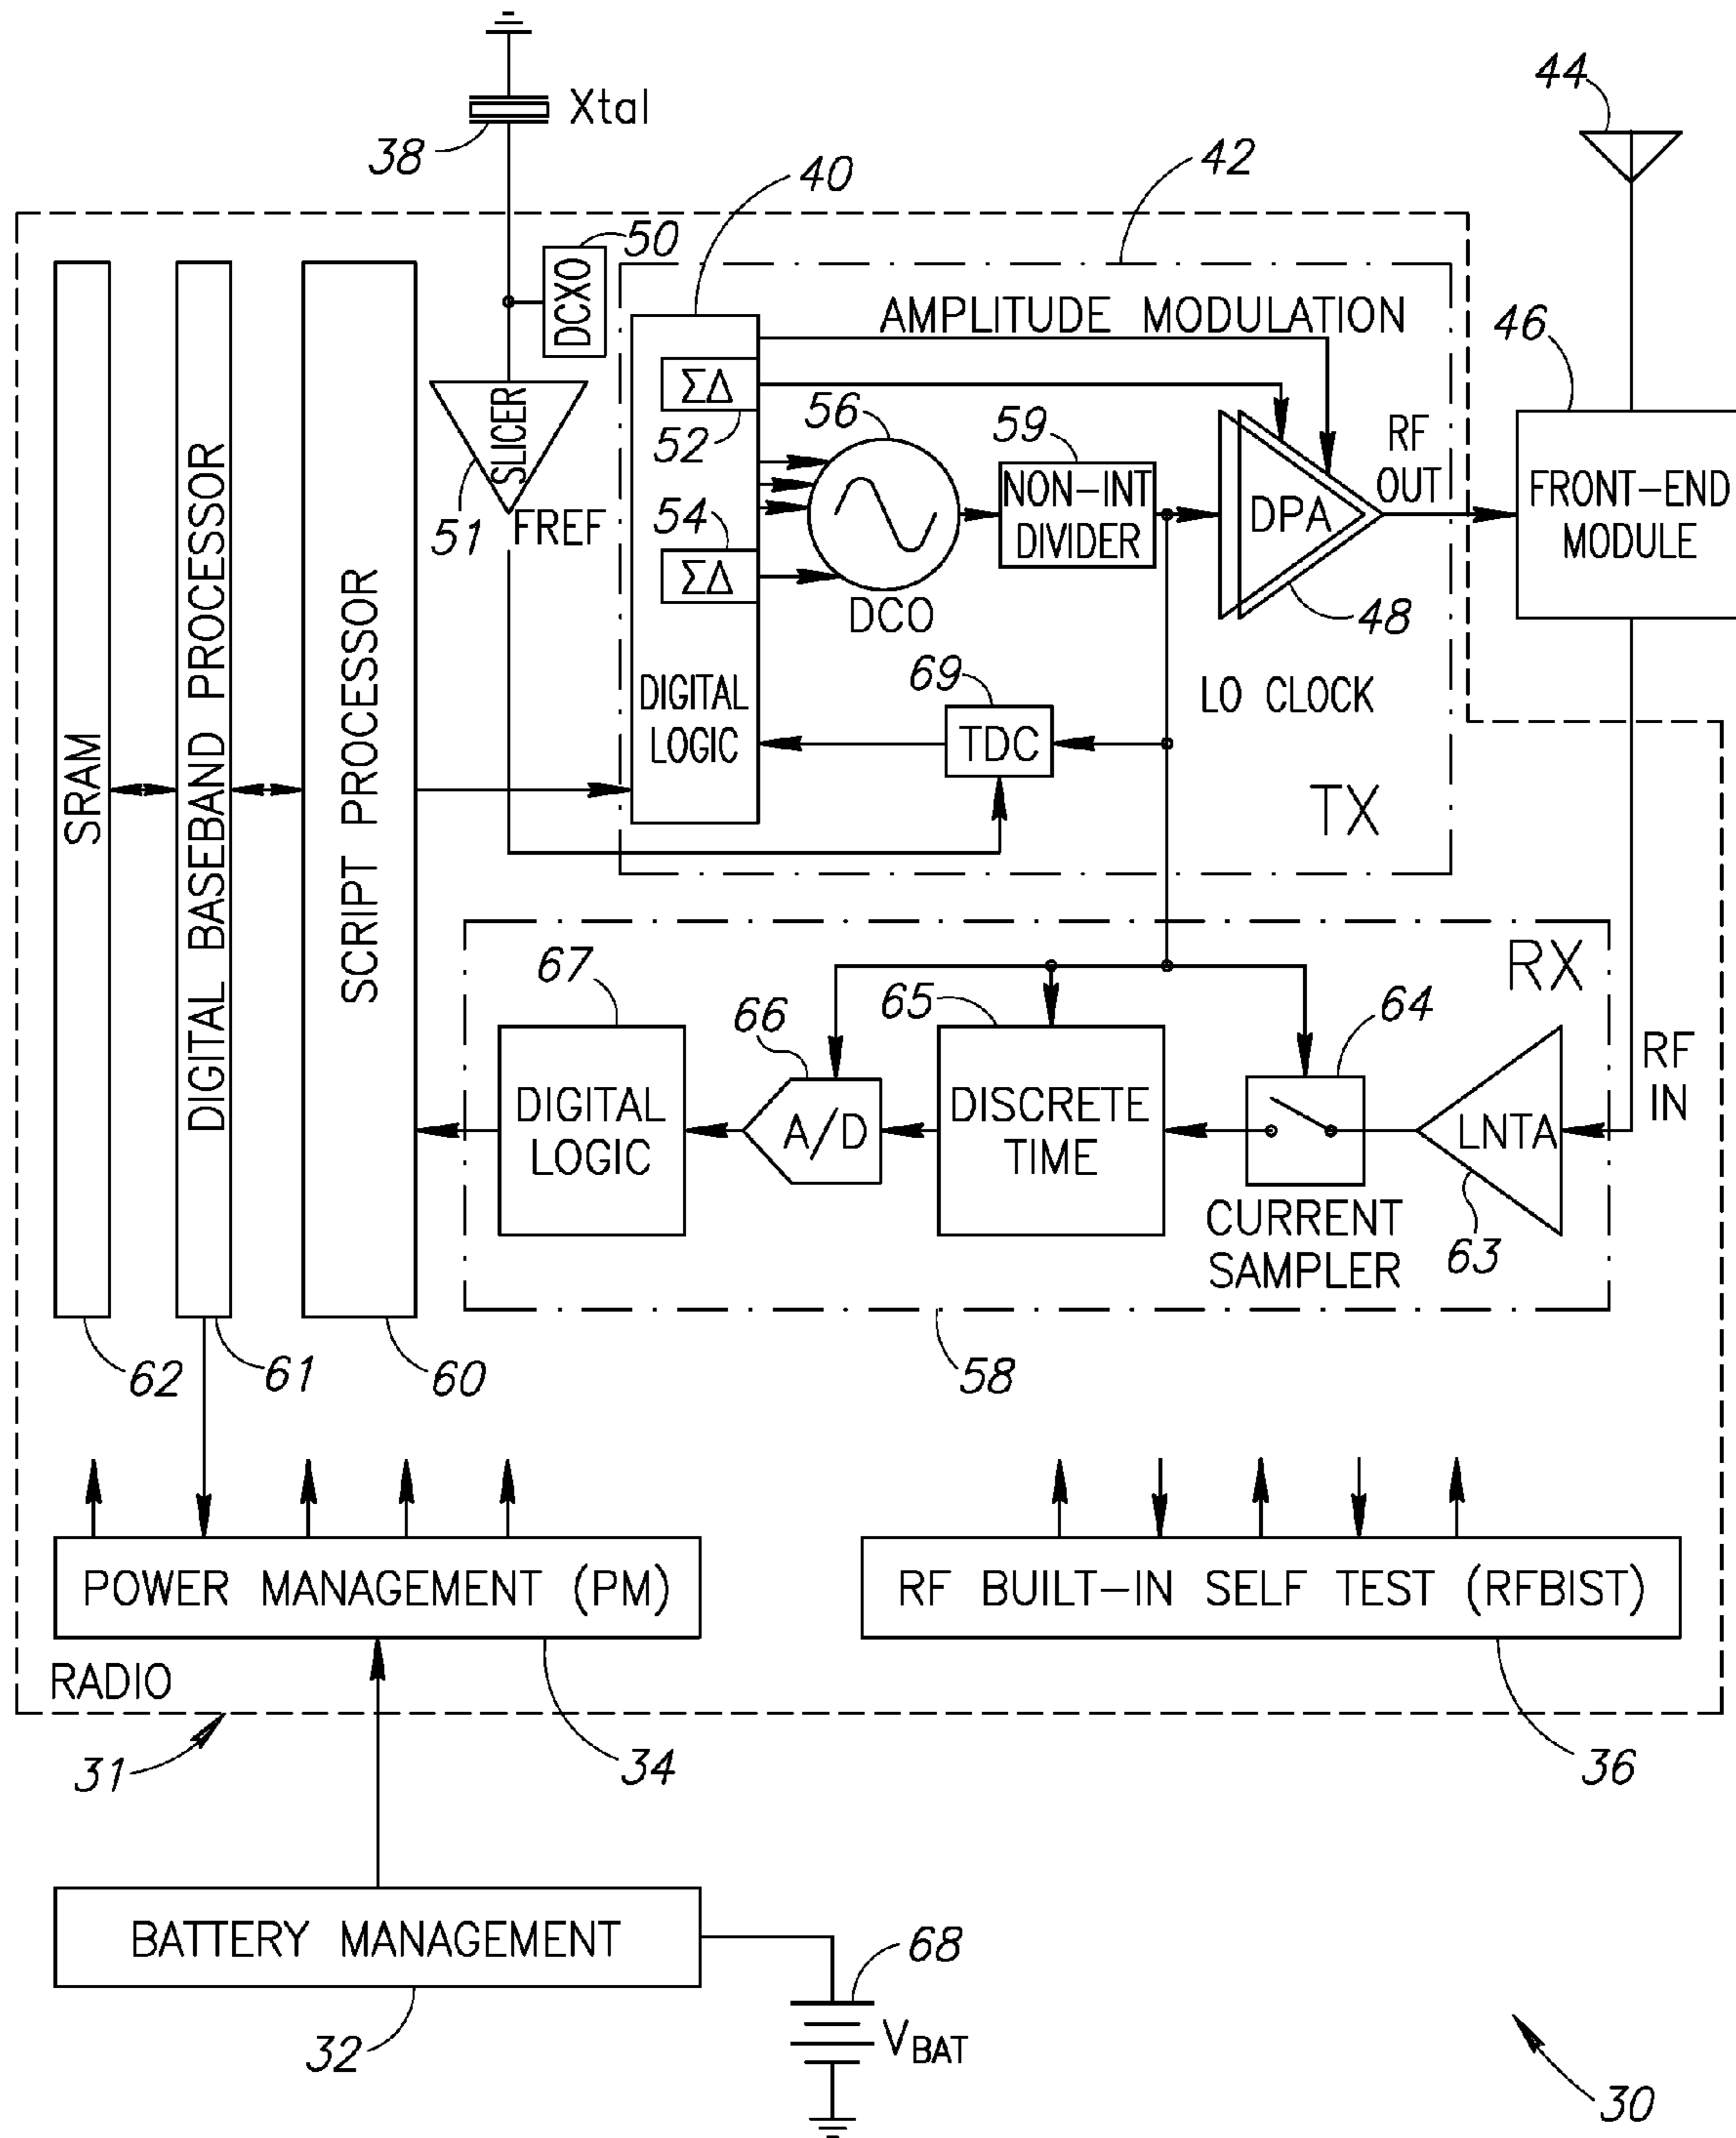 Xtal
38
40
42
44
50
DCXO
AMPLITUDE MODULATION
46
ΣΔ
52
56
59
RF
OUT
SLICER
51
FREF
NON-INT
DIVIDER
DPA
FRONT-END
MODULE
54
ΣΔ
DCO
48
69
LO CLOCK
DIGITAL
LOGIC
TDC
TX
SRAM
DIGITAL BASEBAND PROCESSOR
SCRIPT PROCESSOR
RX
67
66
65
64
RF
IN
DIGITAL
LOGIC
A/D
DISCRETE
TIME
LNTA
CURRENT
SAMPLER
63
62
61
60
58
POWER MANAGEMENT (PM)
RF BUILT-IN SELF TEST (RFBIST)
RADIO
31
34
36
BATTERY MANAGEMENT
68
32
VBAT
30